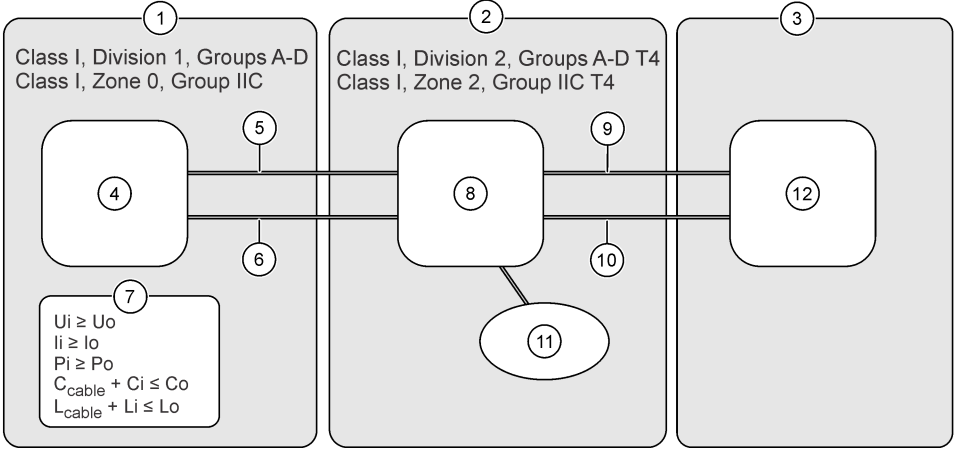 1
2
3
Class I, Division 1, Groups A-D
Class I, Zone 0, Group IIC
Class I, Division 2, Groups A-D T4
Class I, Zone 2, Group IIC T4
5
9
4
8
12
6
10
7
Ui ≥ Uo
Ii ≥ Io
Pi ≥ Po
Ccable + Ci ≤ Co
Lcable + Li ≤ Lo
11